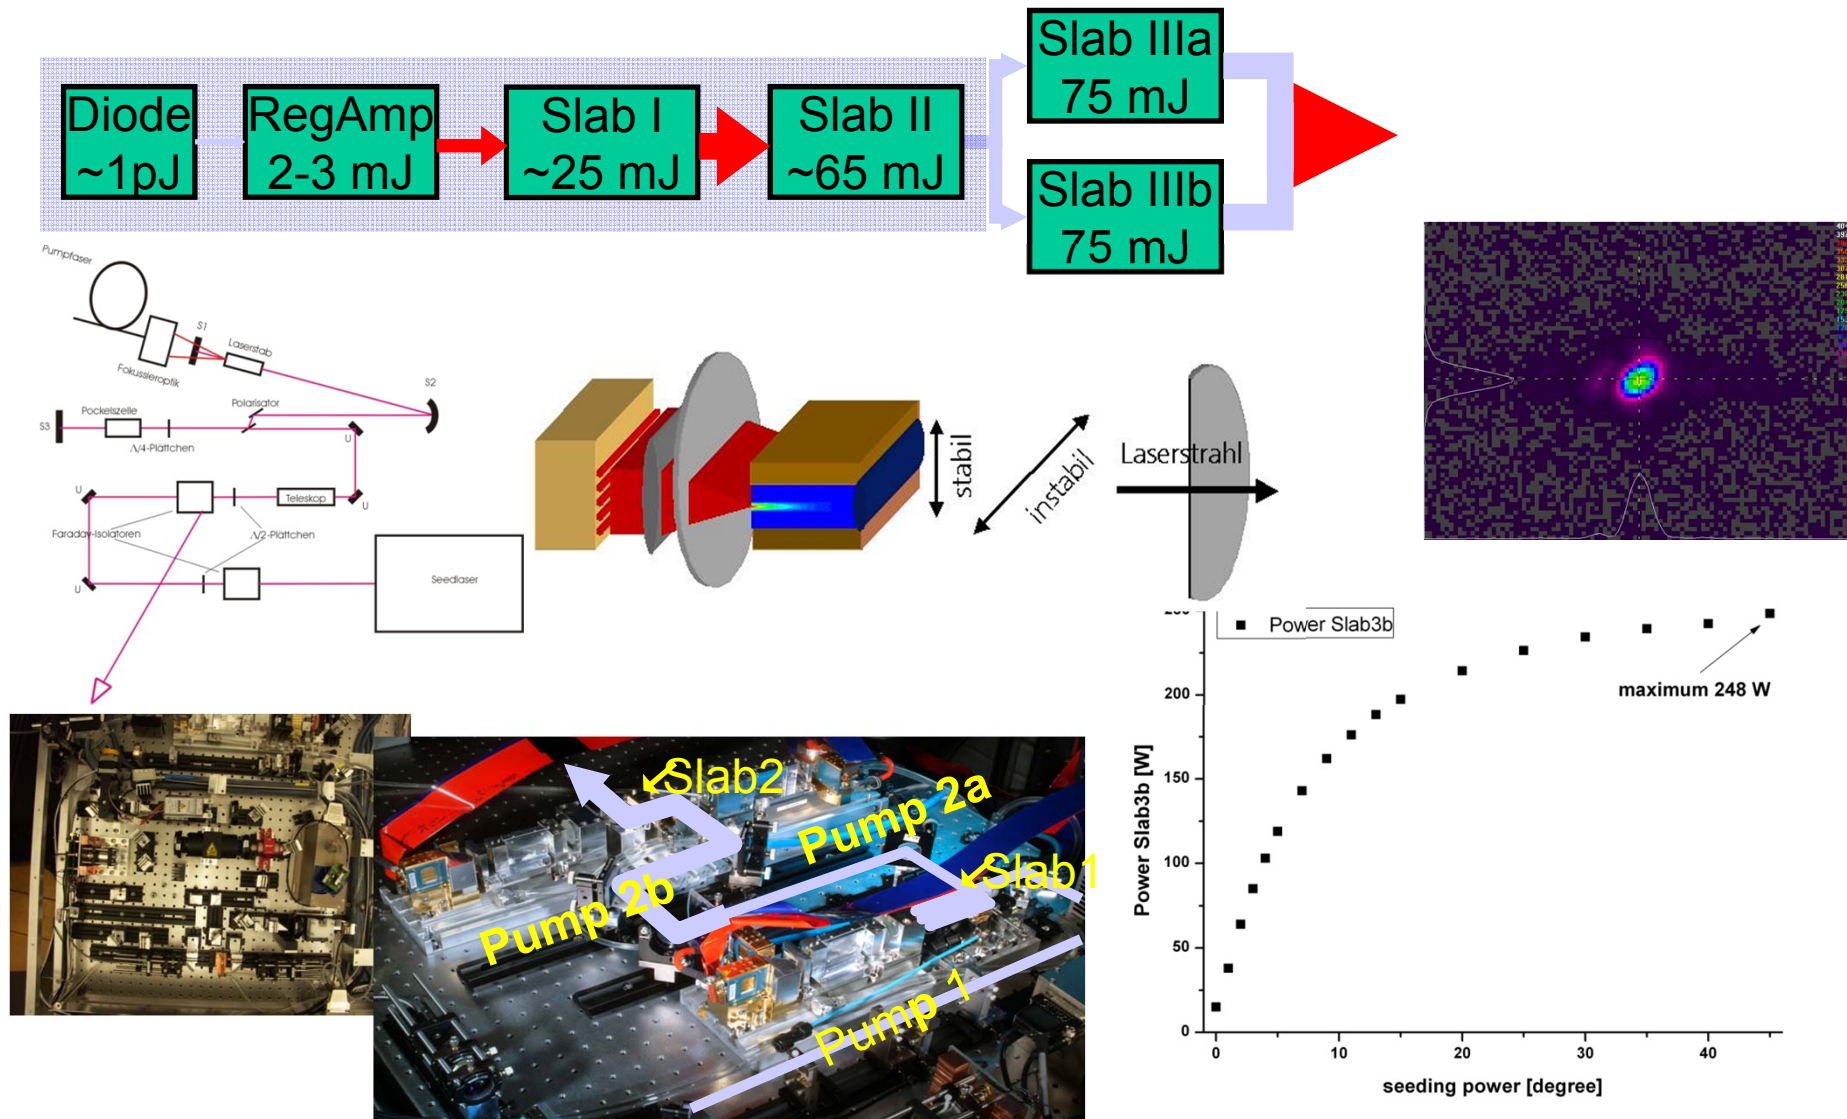 Diode
~1pJ
RegAmp
2-3 mJ
Slab I
~25 mJ
Slab II
~65 mJ
Slab IIIa
75 mJ
Slab IIIb
75 mJ
Pumpfaser
S1
Laserstab
Fokussieroptik
S2
Polarisator
Pockelszelle
S3
Λ/4-Plättchen
U
U
Teleskop
U
Faraday-Isolatoren
Λ/2-Plättchen
U
Seedlaser
stabil
instabil
Laserstrahl
Slab2
Pump 2a
Slab1
Pump 2b
Pump 1
Power Slab3b
maximum 248 W
Power Slab3b [W]
200
150
100
50
0
0
10
20
30
40
seeding power [degree]